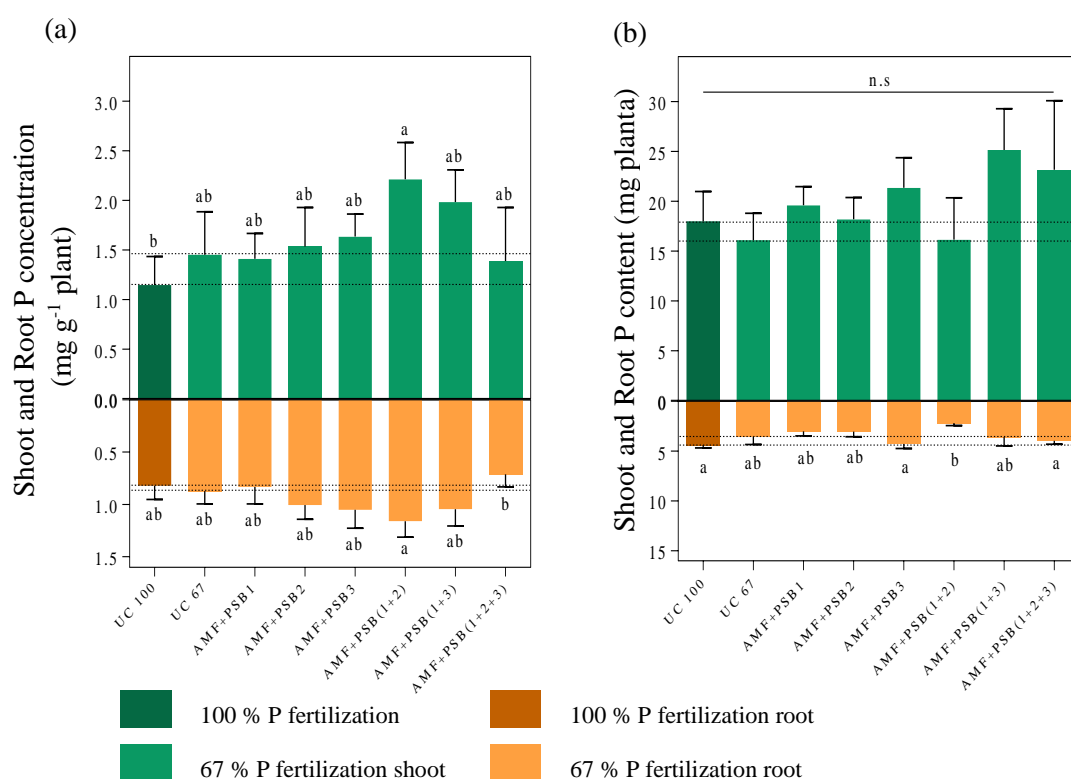 (a)
Shoot and Root P concentration
(mg g⁻¹ plant)
3.0
2.5
2.0
1.5
1.0
0.5
0.0
0.5
1.0
1.5
b
ab
ab
ab
ab
a
ab
ab
ab
ab
ab
ab
ab
a
ab
b
UC 100
UC 67
AMF+PSB1
AMF+PSB2
AMF+PSB3
AMF+PSB(1+2)
AMF+PSB(1+3)
AMF+PSB(1+2+3)
(b)
Shoot and Root P content (mg planta)
30
25
20
15
10
5
0
5
10
15
n.s
a
ab
ab
ab
a
b
ab
a
UC 100
UC 67
AMF+PSB1
AMF+PSB2
AMF+PSB3
AMF+PSB(1+2)
AMF+PSB(1+3)
AMF+PSB(1+2+3)
100 % P fertilization
100 % P fertilization root
67 % P fertilization shoot
67 % P fertilization root